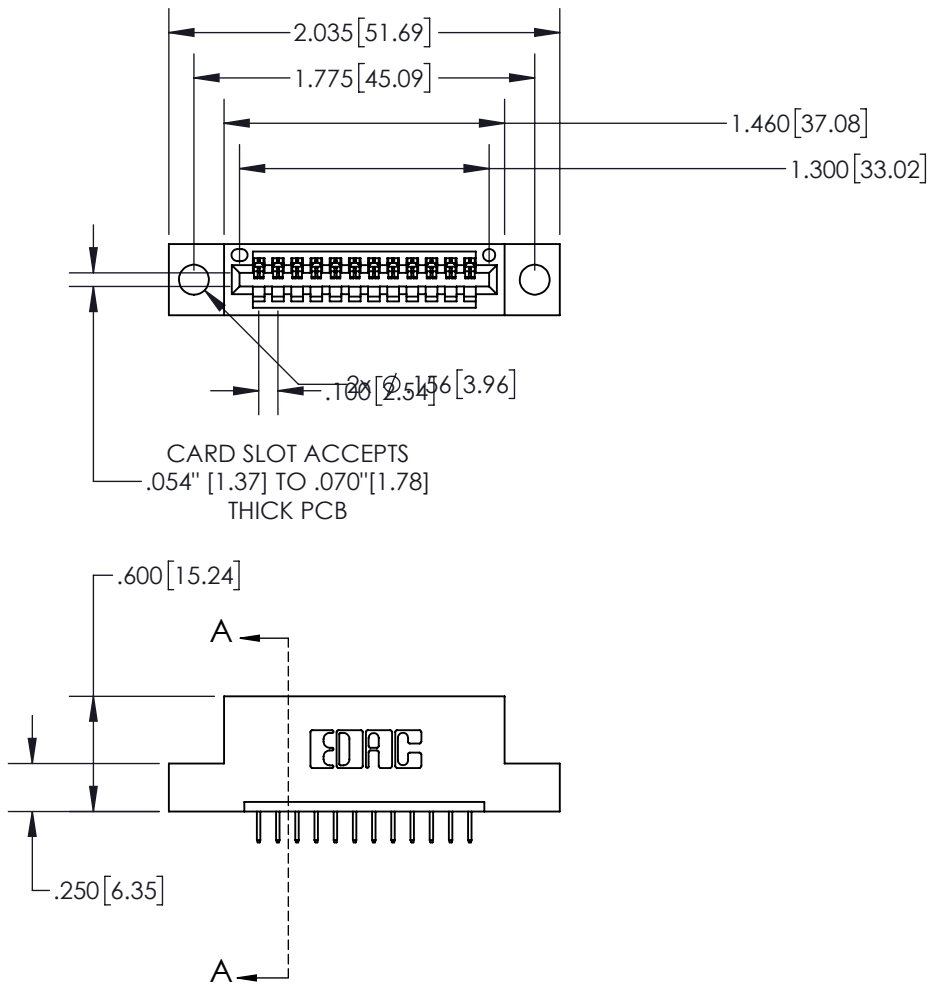 2.035[51.69]
1.775[45.09]
1.460[37.08]
1.300[33.02]
2x Ø .156 [3.96]
.100[2.54]
CARD SLOT ACCEPTS
.054" [1.37] TO .070"[1.78]
THICK PCB
.600[15.24]
A
EDAC
.250[6.35]
A